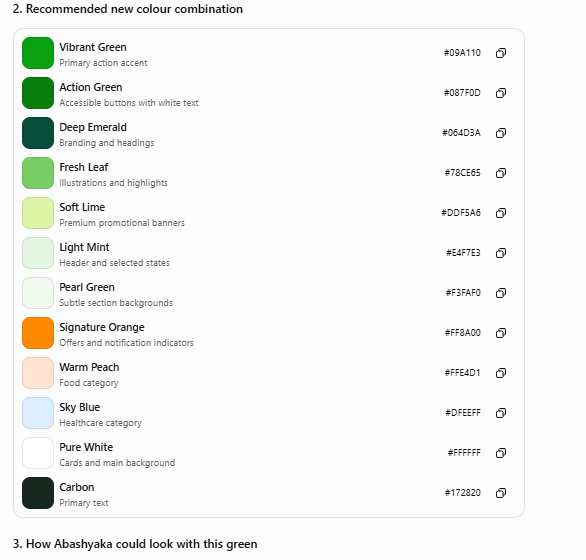 2. Recommended new colour combination
Vibrant Green
Primary action accent
#09A110
Action Green
Accessible buttons with white text
#087F0D
Deep Emerald
Branding and headings
#064D3A
Fresh Leaf
Illustrations and highlights
#78CE65
Soft Lime
Premium promotional banners
#DDF5A6
Light Mint
Header and selected states
#E4F7E3
Pearl Green
Subtle section backgrounds
#F3FAF0
Signature Orange
Offers and notification indicators
#FF8A00
Warm Peach
Food category
#FFE4D1
Sky Blue
Healthcare category
#DFEEFF
Pure White
Cards and main background
#FFFFFF
Carbon
Primary text
#172820
3. How Abashyaka could look with this green